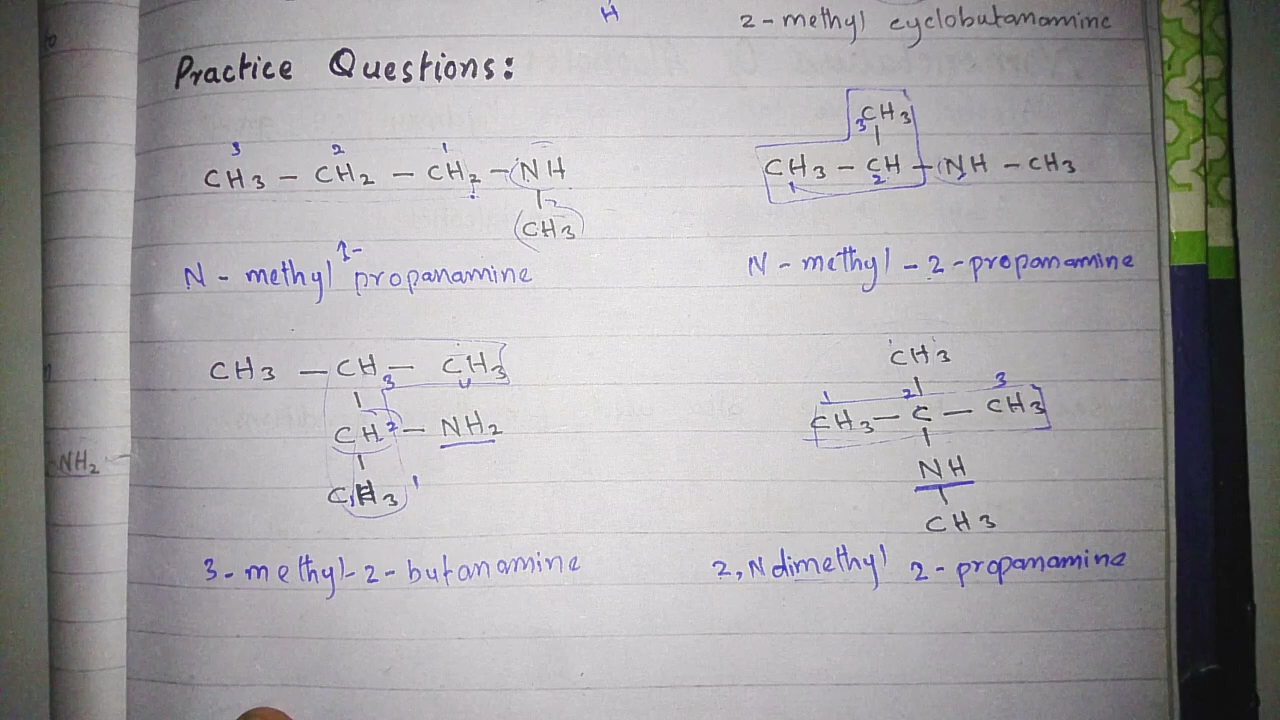 H
2-methyl cyclobutanamine
Practice Questions:
3 2 1
CH3 - CH2 - CH2 - NH
(CH3)
N - methyl 1- propanamine
3 CH3
CH3 - CH - NH - CH3
1 2
N - methyl - 2 - propanamine
CH3 - CH - CH3
3 4
CH 2 - NH2
CH3 1
3-methyl-2-butanamine
CH3
1 2 3
CH3 - C - CH3
NH
CH3
2, N dimethyl 2-propanamine
NH2